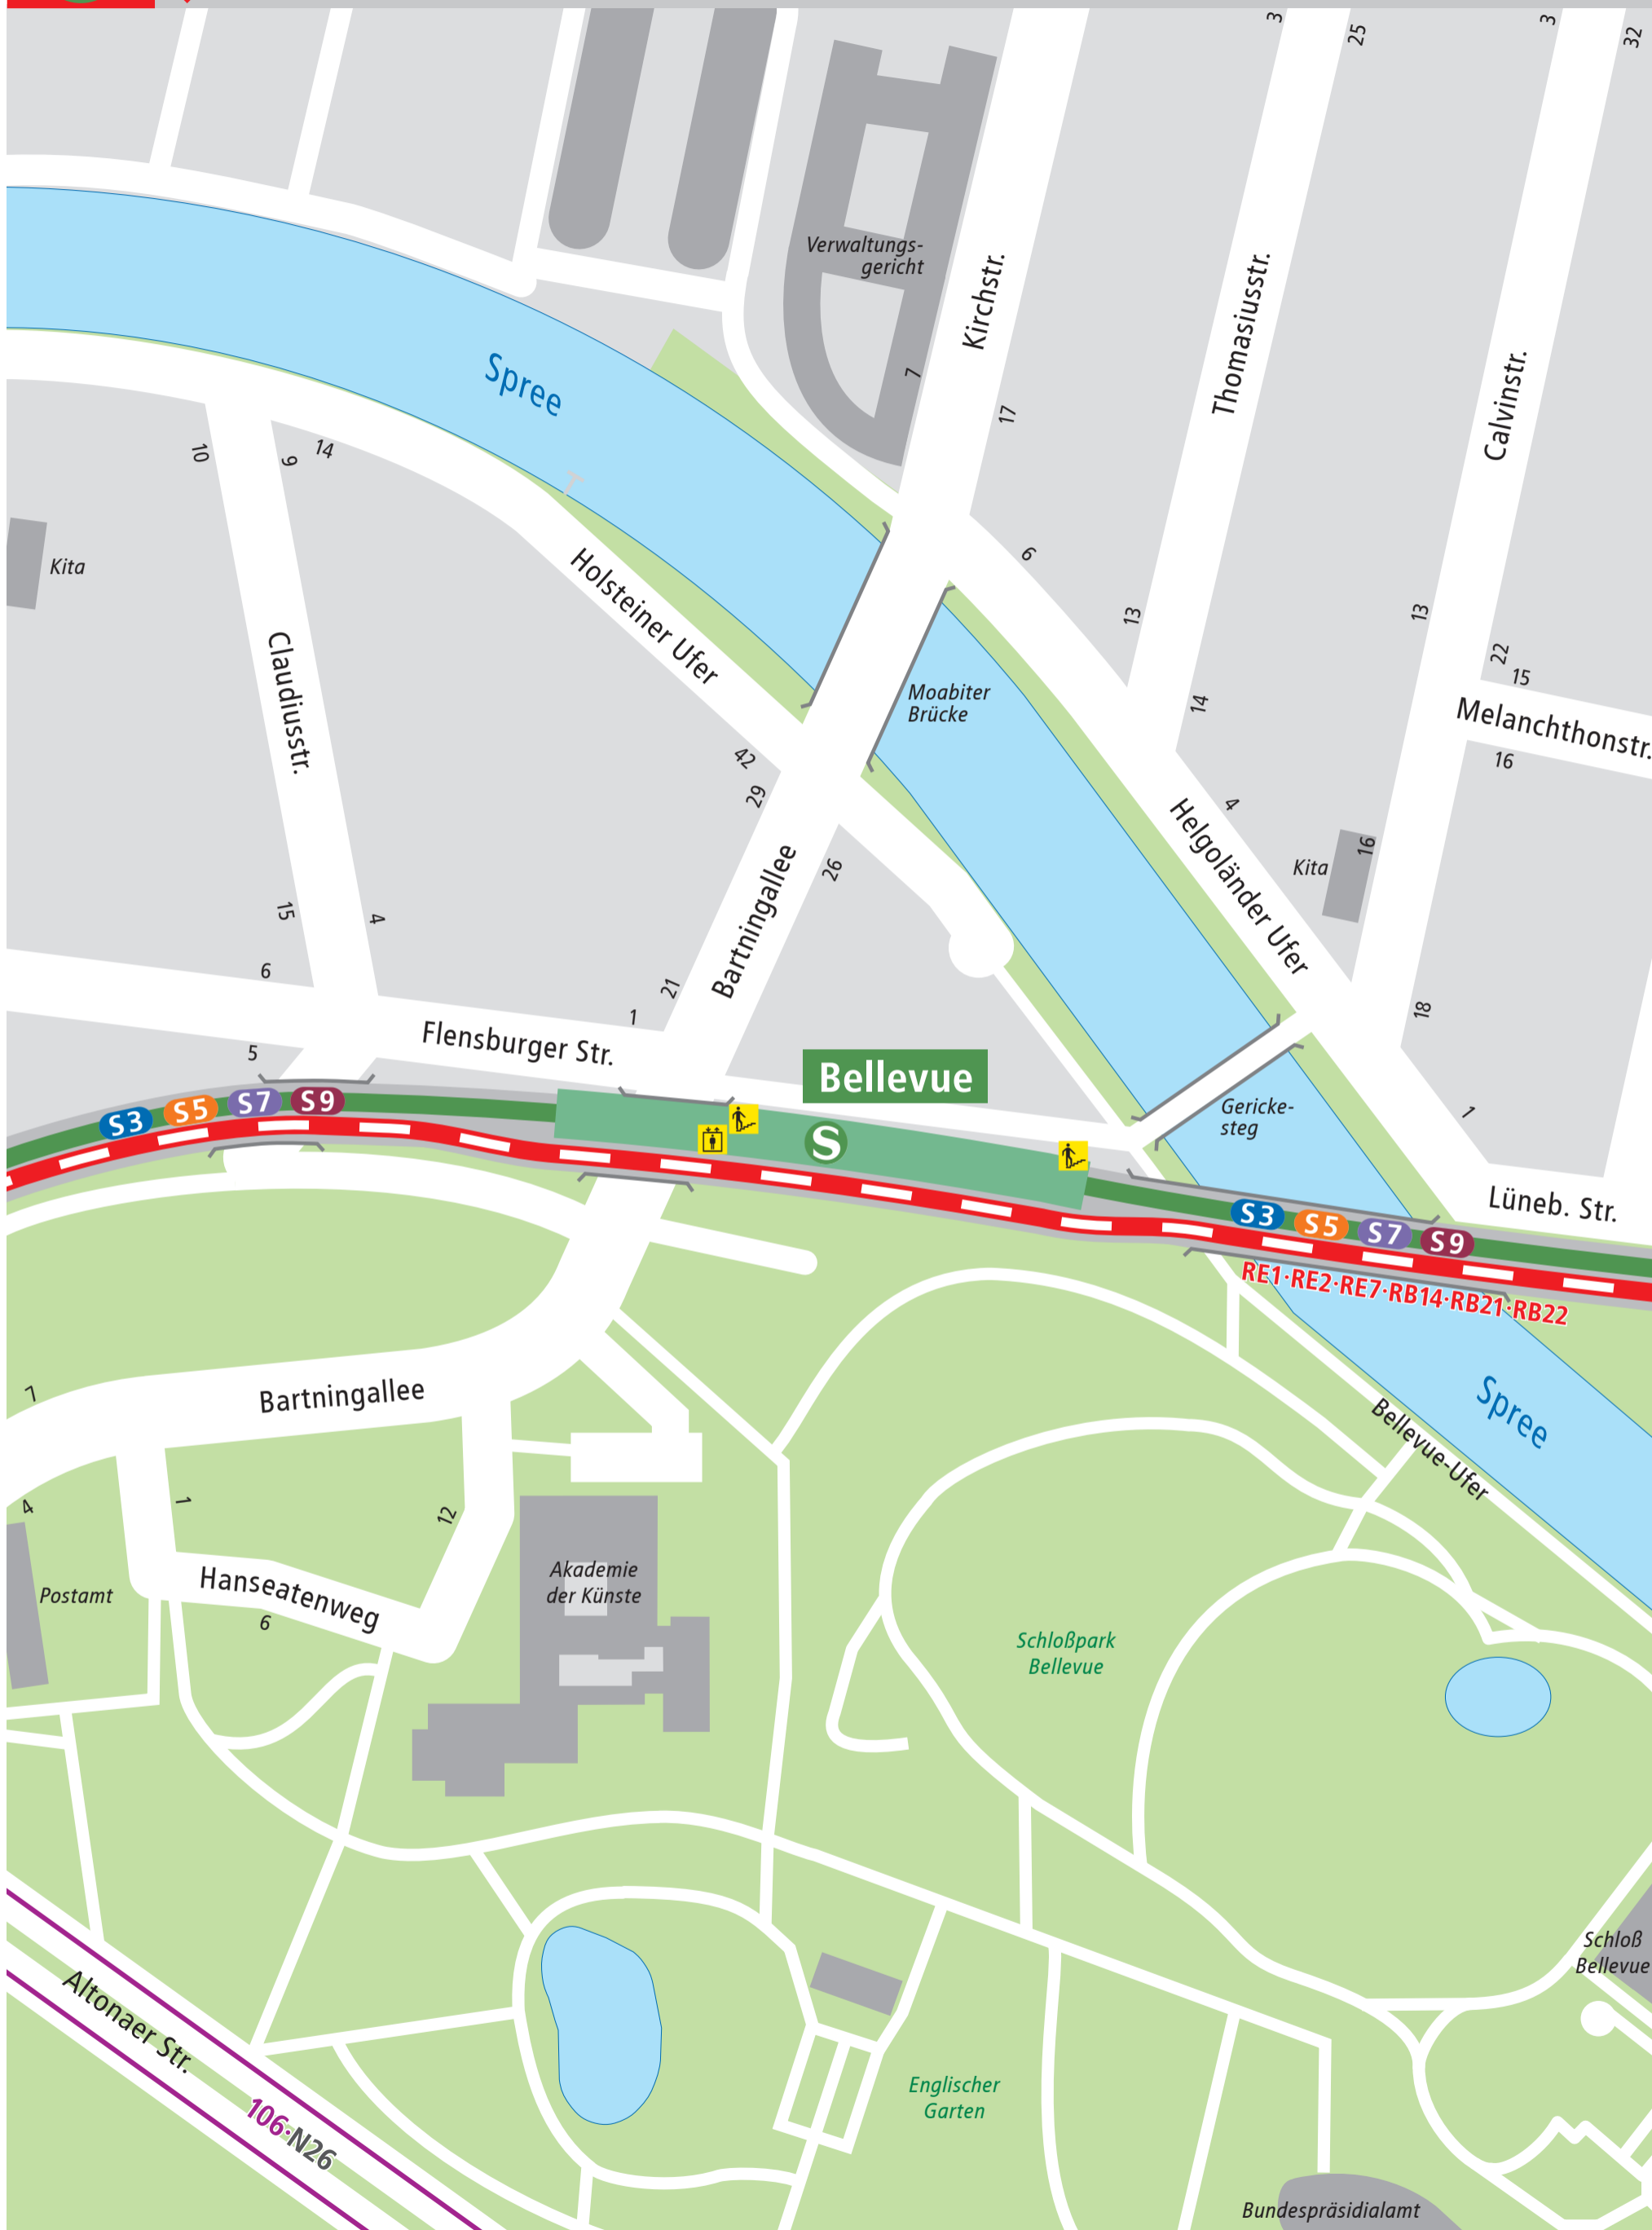 3
25
3
32
Verwaltungs-
gericht
Kirchstr.
Thomasiusstr.
Calvinstr.
7
17
Spree
10
9
14
Kita
6
13
13
22
15
Holsteiner Ufer
Claudiusstr.
Moabiter
Brücke
14
Melanchthonstr.
16
42
29
4
Helgoländer Ufer
Kita
16
26
Bartningallee
15
4
6
21
1
18
Flensburger Str.
5
Bellevue
S3
S5
S7
S9
S
Gericke-
steg
1
Lüneb. Str.
S3
S5
S7
S9
RE1·RE2·RE7·RB14·RB21·RB22
7
Bartningallee
Spree
Bellevue-Ufer
4
1
12
Postamt
Hanseatenweg
6
Akademie
der Künste
Schloßpark
Bellevue
Schloß
Bellevue
Altonaer Str.
106·N26
Englischer
Garten
Bundespräsidialamt